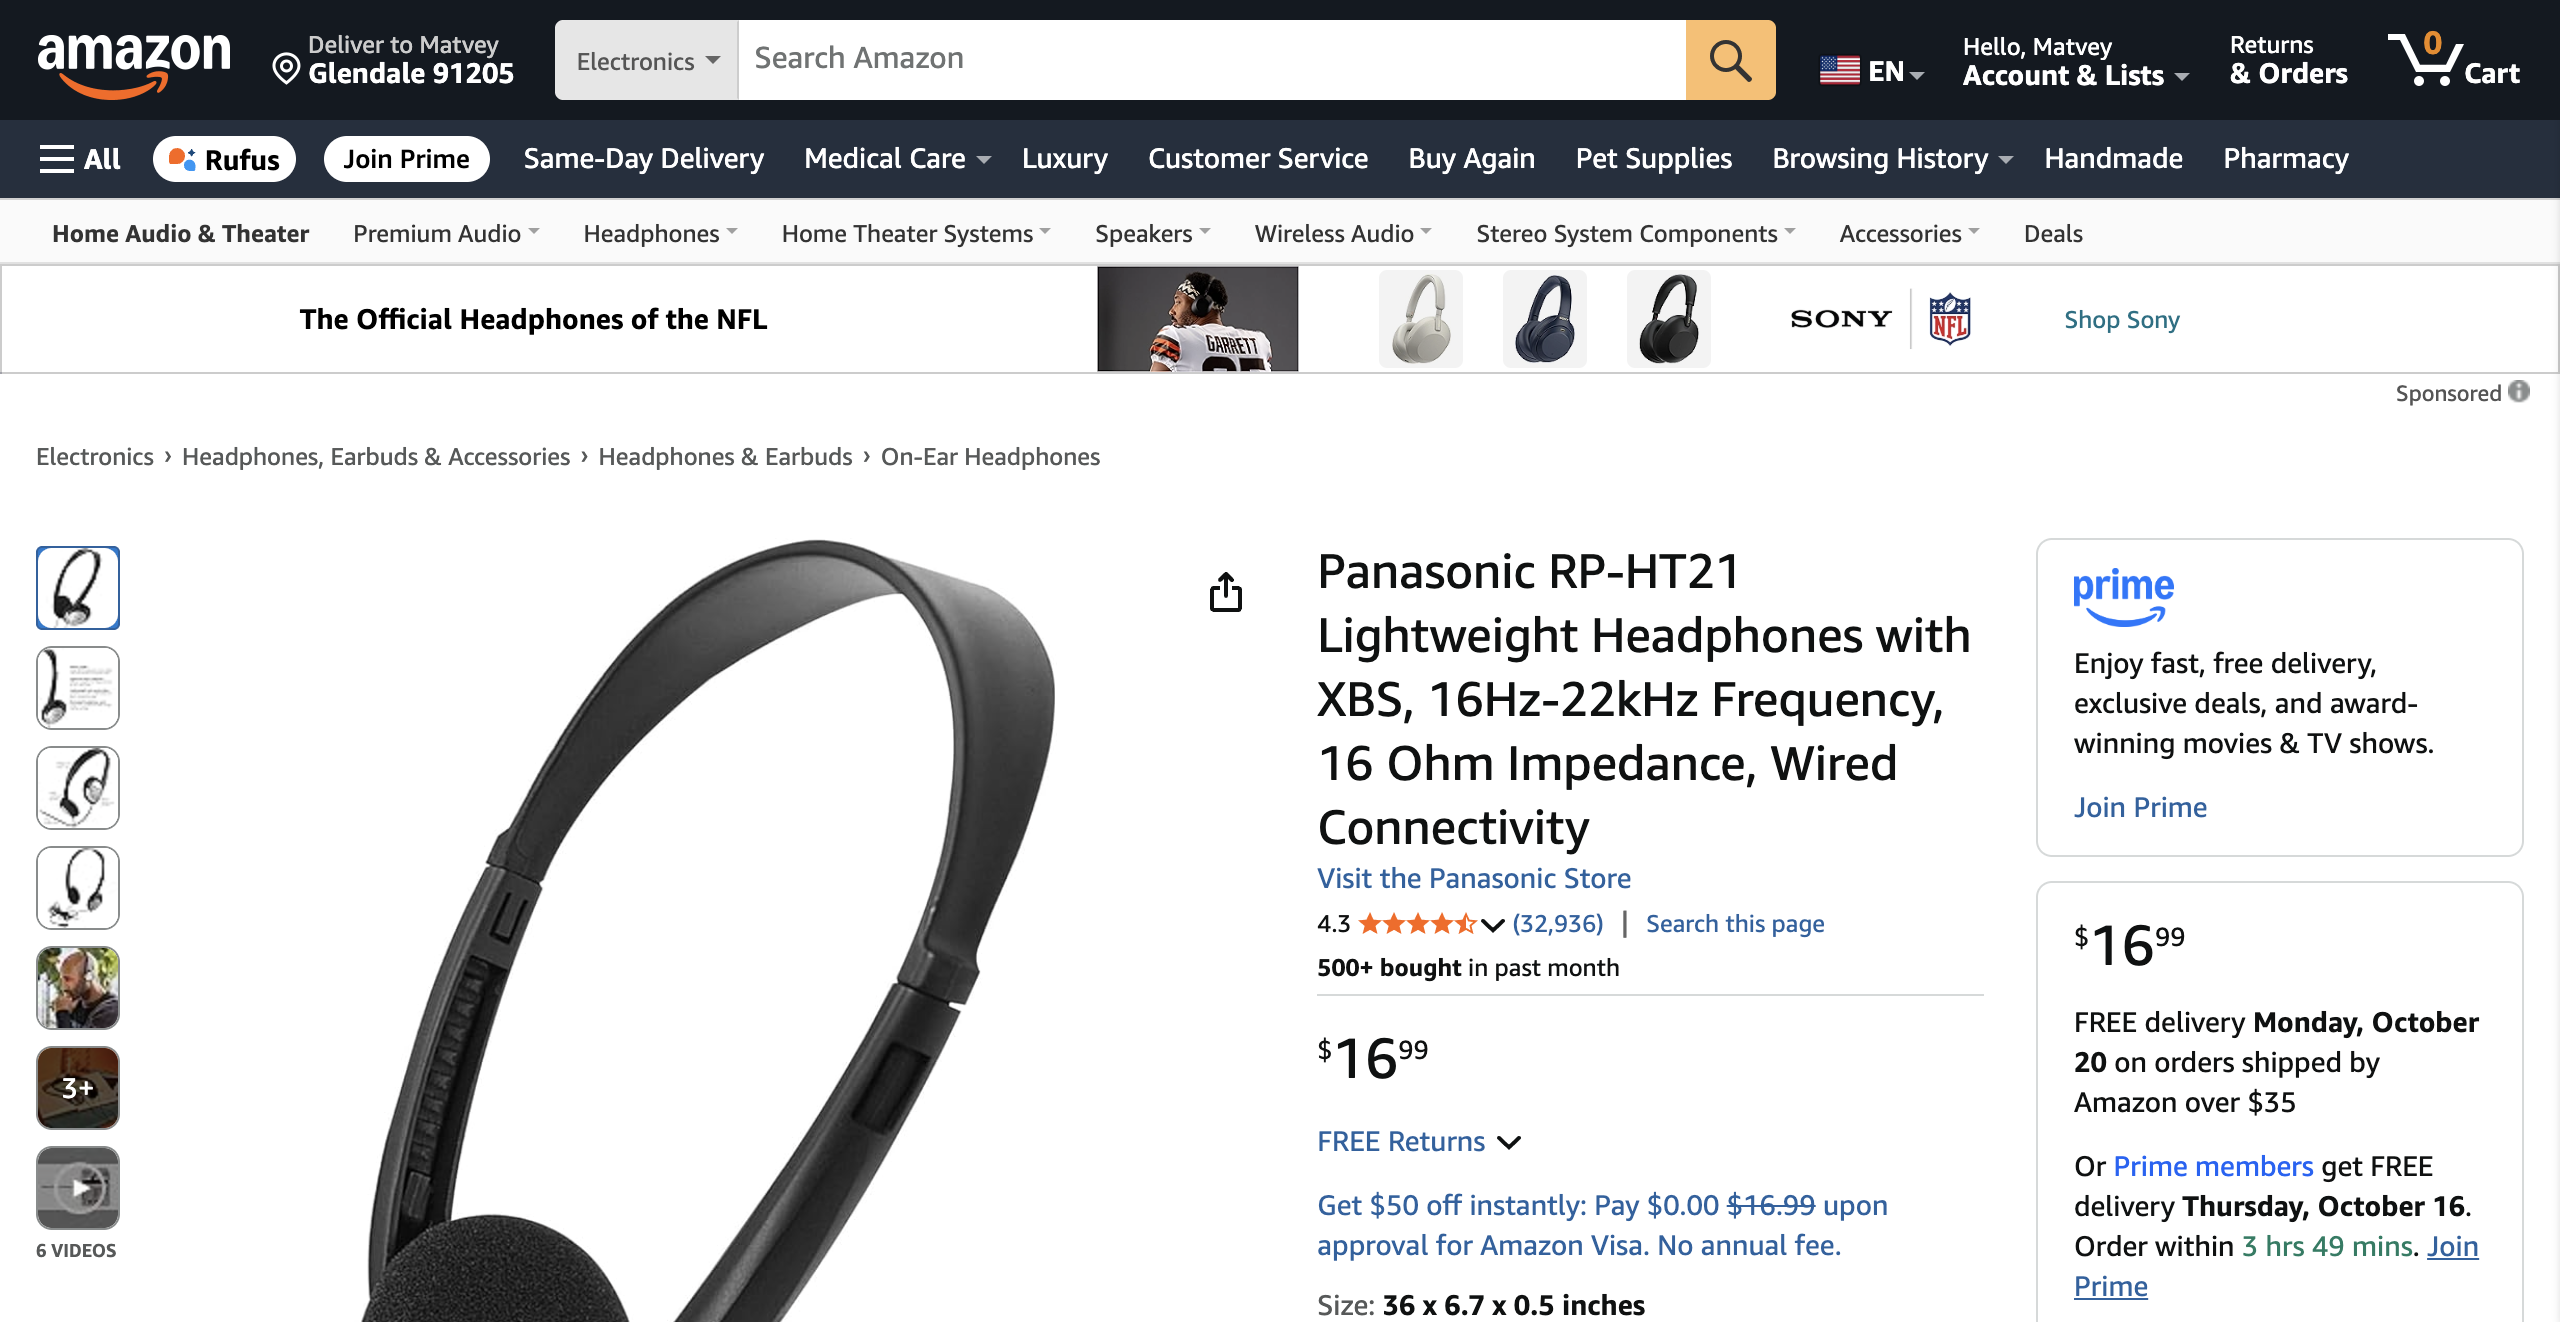 amazon
Deliver to Matvey
Glendale 91205
Electronics
Search Amazon
EN
Hello, Matvey
Account & Lists
Returns
& Orders
0
Cart
All
Rufus
Join Prime
Same-Day Delivery
Medical Care
Luxury
Customer Service
Buy Again
Pet Supplies
Browsing History
Handmade
Pharmacy
Home Audio & Theater
Premium Audio
Headphones
Home Theater Systems
Speakers
Wireless Audio
Stereo System Components
Accessories
Deals
The Official Headphones of the NFL
GARRETT
SONY
NFL
Shop Sony
Sponsored
Electronics › Headphones, Earbuds & Accessories › Headphones & Earbuds › On-Ear Headphones
3+
6 VIDEOS
Panasonic RP-HT21
Lightweight Headphones with
XBS, 16Hz-22kHz Frequency,
16 Ohm Impedance, Wired
Connectivity
Visit the Panasonic Store
4.3 (32,936) | Search this page
500+ bought in past month
$16.99
FREE Returns
Get $50 off instantly: Pay $0.00 $16.99 upon
approval for Amazon Visa. No annual fee.
Size: 36 x 6.7 x 0.5 inches
prime
Enjoy fast, free delivery,
exclusive deals, and award-
winning movies & TV shows.
Join Prime
$16.99
FREE delivery Monday, October
20 on orders shipped by
Amazon over $35
Or Prime members get FREE
delivery Thursday, October 16.
Order within 3 hrs 49 mins. Join
Prime